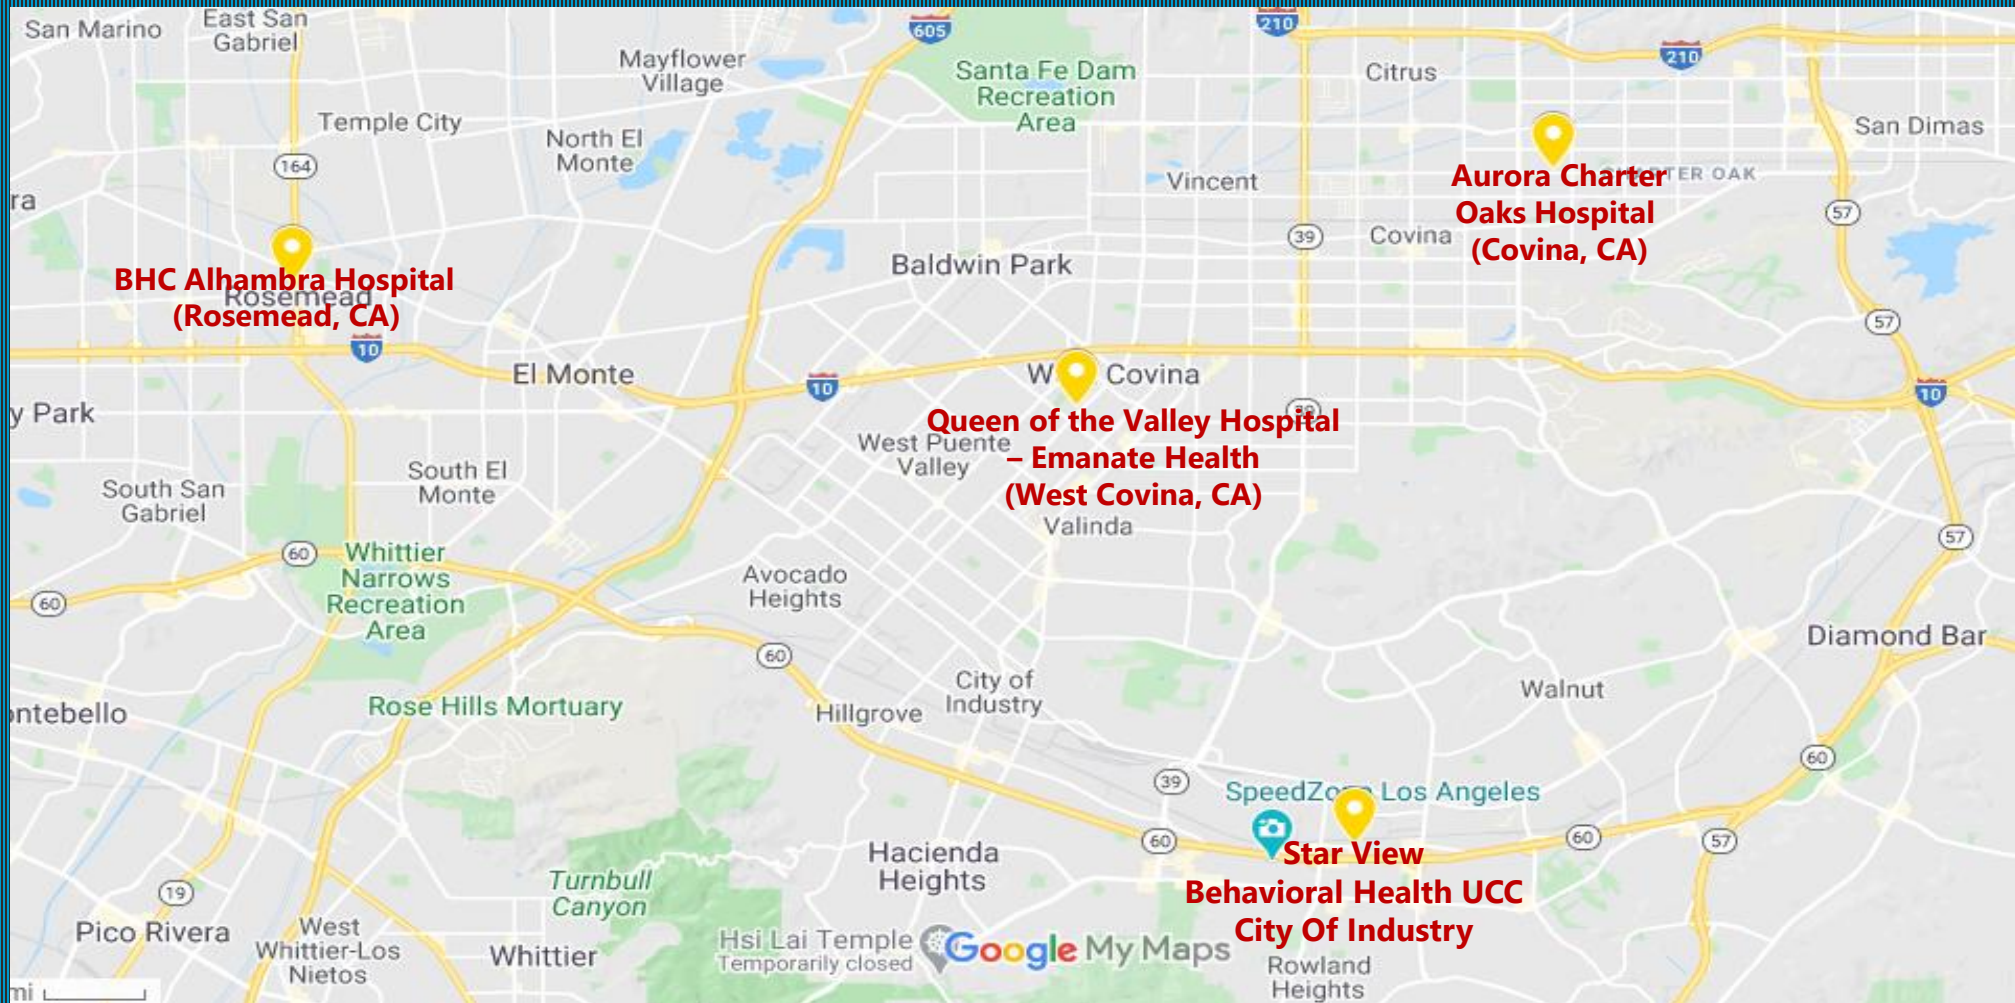 San Marino
East San
Gabriel
605
210
Mayflower
Village
Santa Fe Dam
Recreation
Area
Citrus
210
Temple City
North El
Monte
San Dimas
164
Vincent
Aurora Charter
Oaks Hospital
(Covina, CA)
TER OAK
ra
57
39
Covina
Baldwin Park
BHC Alhambra Hospital
Rosemead
(Rosemead, CA)
57
10
El Monte
10
W
Covina
10
y Park
39
Queen of the Valley Hospital
– Emanate Health
(West Covina, CA)
West Puente
Valley
South El
Monte
South San
Gabriel
Valinda
57
60
Whittier
Narrows
Recreation
Area
60
Avocado
Heights
Diamond Bar
60
City of
Industry
Walnut
Rose Hills Mortuary
ontebello
Hillgrove
60
39
SpeedZone Los Angeles
60
60
57
Star View
Behavioral Health UCC
City Of Industry
Hacienda
Heights
Turnbull
Canyon
19
Pico Rivera
West
Whittier-Los
Nietos
Whittier
Hsi Lai Temple
Temporarily closed
Google My Maps
Rowland
Heights
mi